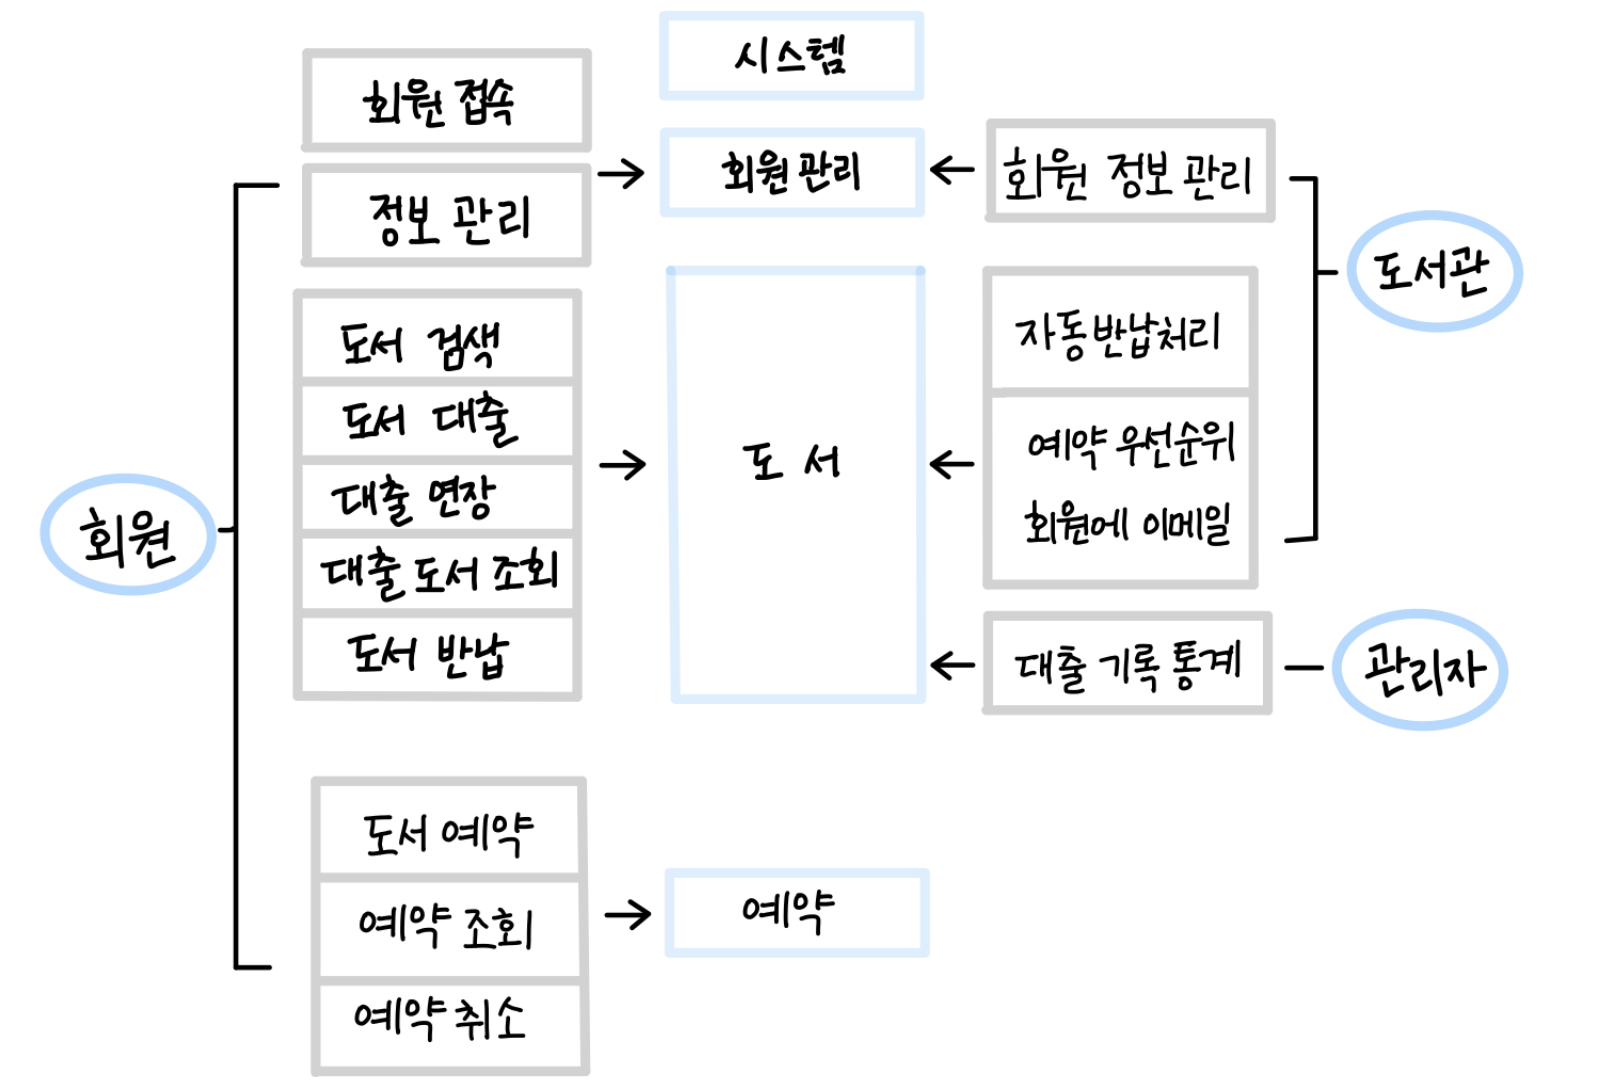 시스템
회원 접속
정보 관리
회원 관리
회원 정보 관리
도서관
도서 검색
도서 대출
대출 연장
대출 도서 조회
도서 반납
회원
도서
자동반납처리
예약 우선순위
회원에 이메일
대출 기록 통계
관리자
도서 예약
예약 조회
예약 취소
예약